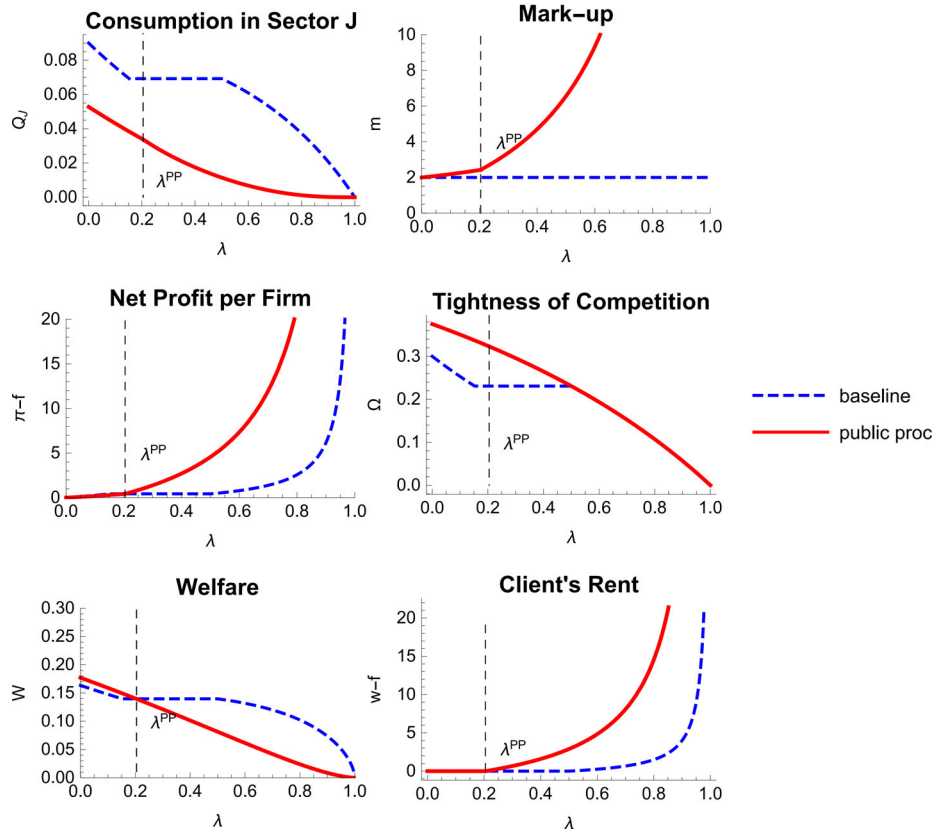 Consumption in Sector J
0.08
0.06
0.04
0.02
0.00
Q_J
λ^PP
0.0 0.2 0.4 0.6 0.8 1.0
λ
Mark-up
10
8
6
4
2
0
m
λ^PP
0.0 0.2 0.4 0.6 0.8 1.0
λ
Net Profit per Firm
20
15
10
5
0
π-f
λ^PP
0.0 0.2 0.4 0.6 0.8 1.0
λ
Tightness of Competition
0.3
0.2
0.1
0.0
Ω
λ^PP
0.0 0.2 0.4 0.6 0.8 1.0
λ
baseline
public proc
Welfare
0.30
0.25
0.20
0.15
0.10
0.05
0.00
W
λ^PP
0.0 0.2 0.4 0.6 0.8 1.0
λ
Client's Rent
20
15
10
5
0
w-f
λ^PP
0.0 0.2 0.4 0.6 0.8 1.0
λ